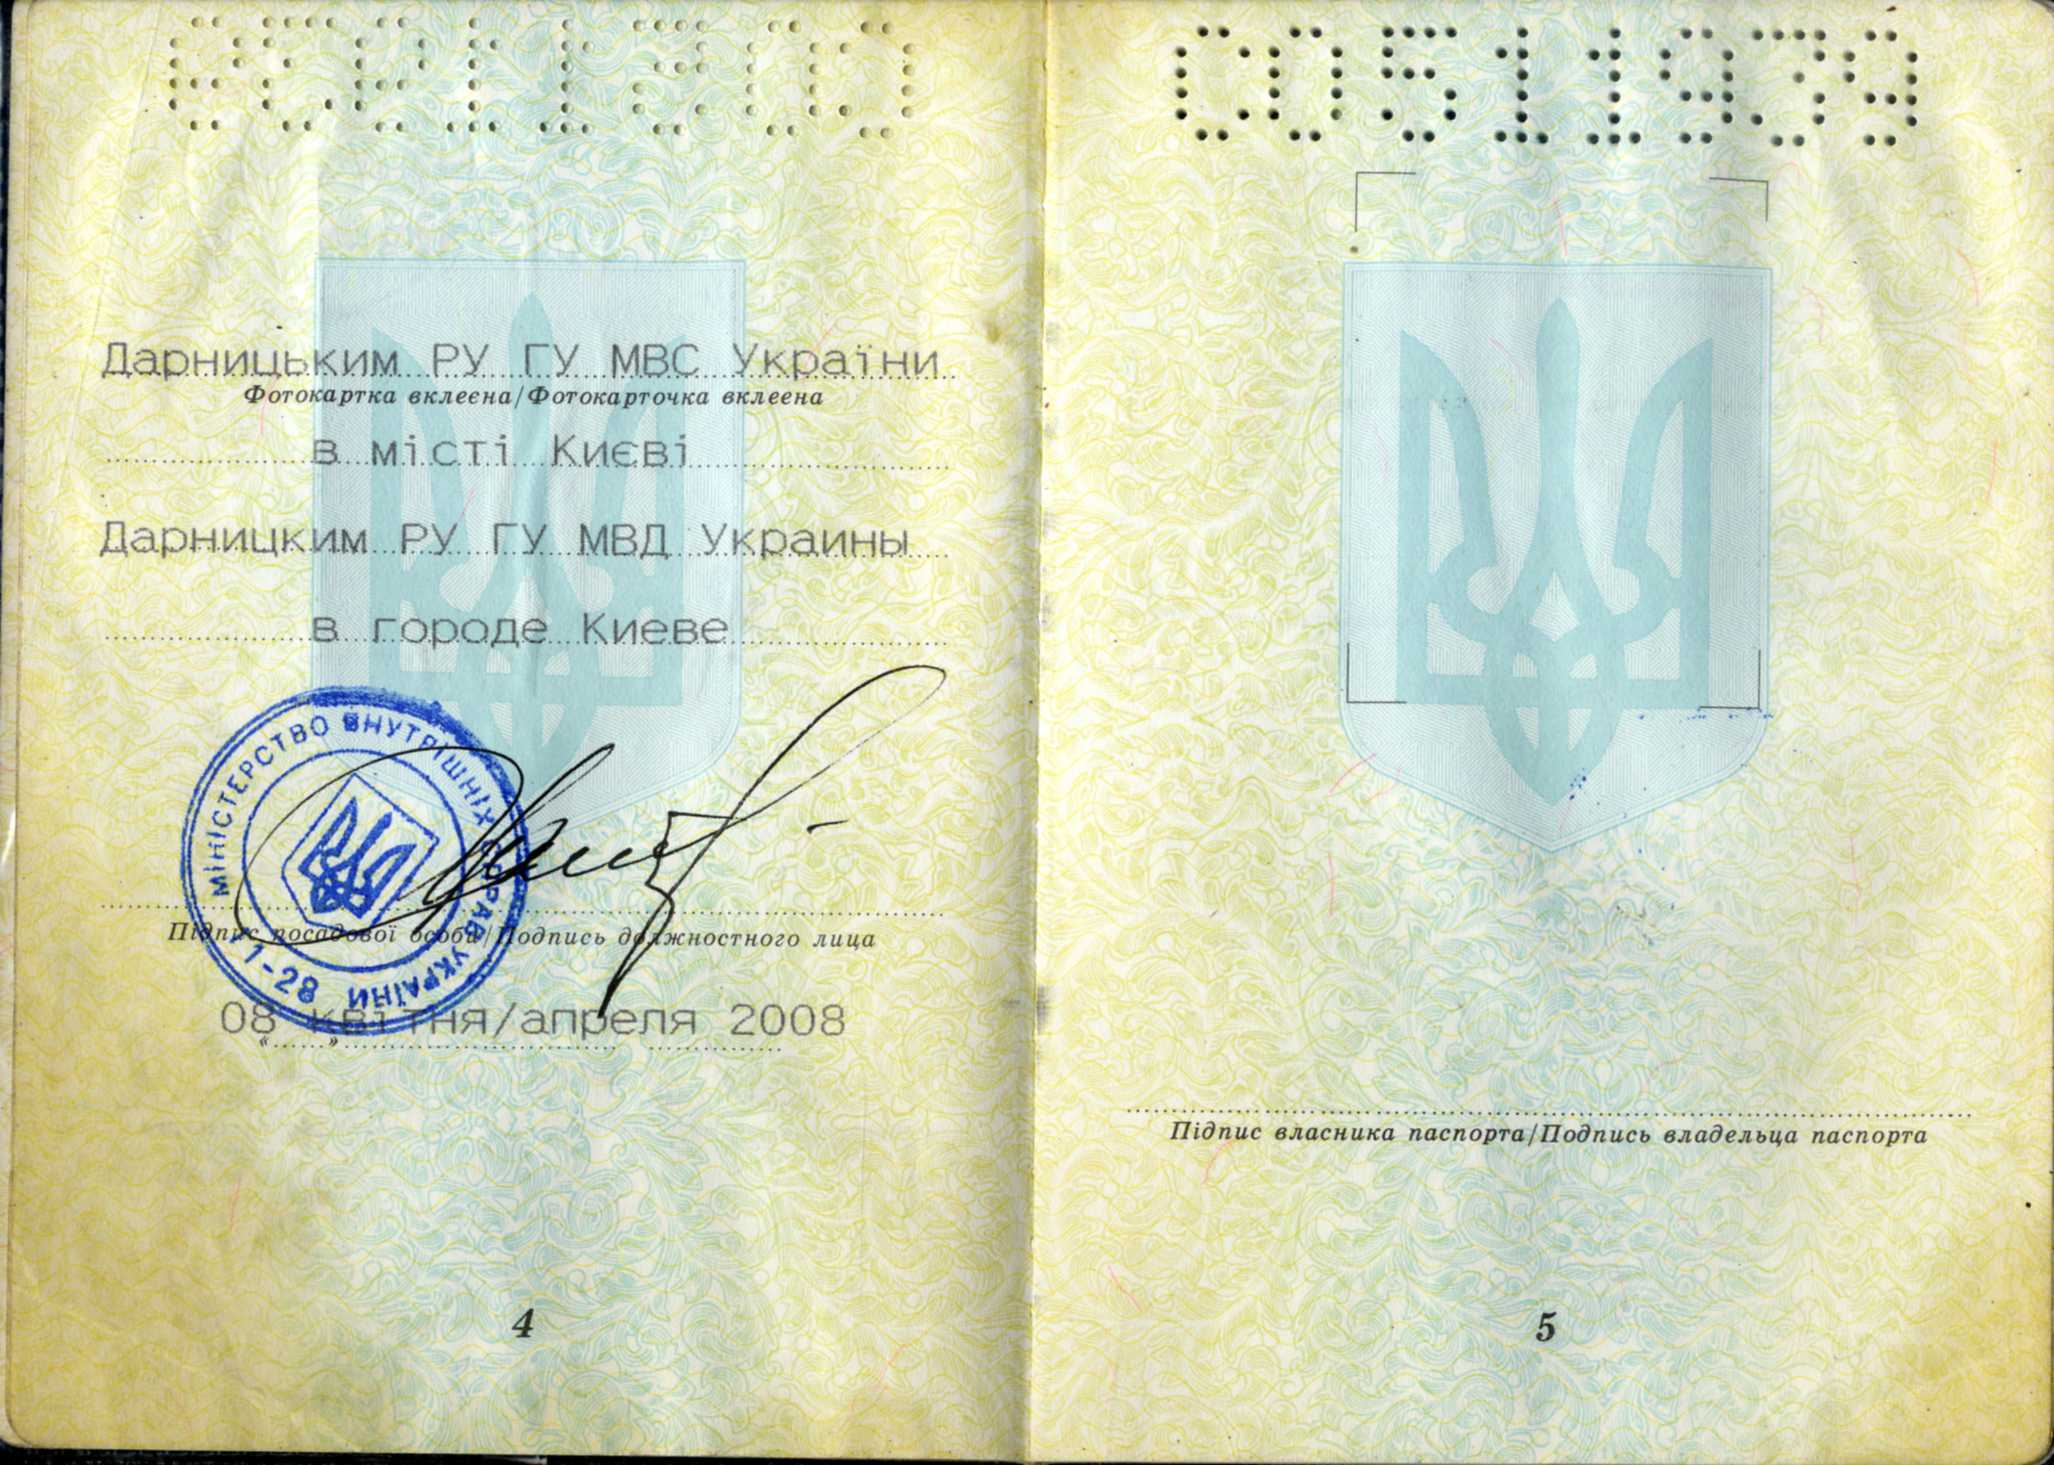 Дарницьким РУ ГУ МВС України
Фотокартка вклеєна/Фотокарточка вклеена
в місті Києві
Дарницким РУ ГУ МВД Украины
в городе Киеве
МІНІСТЕРСТВО ВНУТРІШНІХ СПРАВ УКРАЇНИ
1-28
Підпис посадової особи/Подпись должностного лица
08 квітня/апреля 2008
« »
4
СО511939
Підпис власника паспорта/Подпись владельца паспорта
5